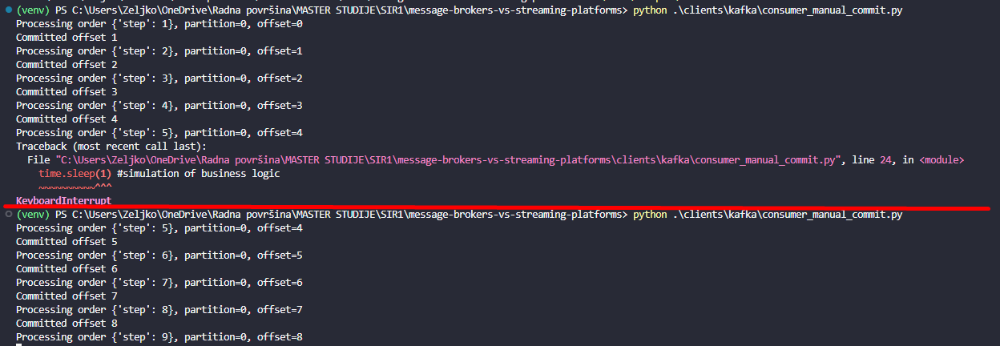 (venv) PS C:\Users\Zeljko\OneDrive\Radna površina\MASTER STUDIJE\SIR1\message-brokers-vs-streaming-platforms> python .\clients\kafka\consumer_manual_commit.py
Processing order {'step': 1}, partition=0, offset=0
Committed offset 1
Processing order {'step': 2}, partition=0, offset=1
Committed offset 2
Processing order {'step': 3}, partition=0, offset=2
Committed offset 3
Processing order {'step': 4}, partition=0, offset=3
Committed offset 4
Processing order {'step': 5}, partition=0, offset=4
Traceback (most recent call last):
  File "C:\Users\Zeljko\OneDrive\Radna površina\MASTER STUDIJE\SIR1\message-brokers-vs-streaming-platforms\clients\kafka\consumer_manual_commit.py", line 24, in <module>
    time.sleep(1) #simulation of business logic
    ~~~~~~~~~~^^^
KeyboardInterrupt
(venv) PS C:\Users\Zeljko\OneDrive\Radna površina\MASTER STUDIJE\SIR1\message-brokers-vs-streaming-platforms> python .\clients\kafka\consumer_manual_commit.py
Processing order {'step': 5}, partition=0, offset=4
Committed offset 5
Processing order {'step': 6}, partition=0, offset=5
Committed offset 6
Processing order {'step': 7}, partition=0, offset=6
Committed offset 7
Processing order {'step': 8}, partition=0, offset=7
Committed offset 8
Processing order {'step': 9}, partition=0, offset=8